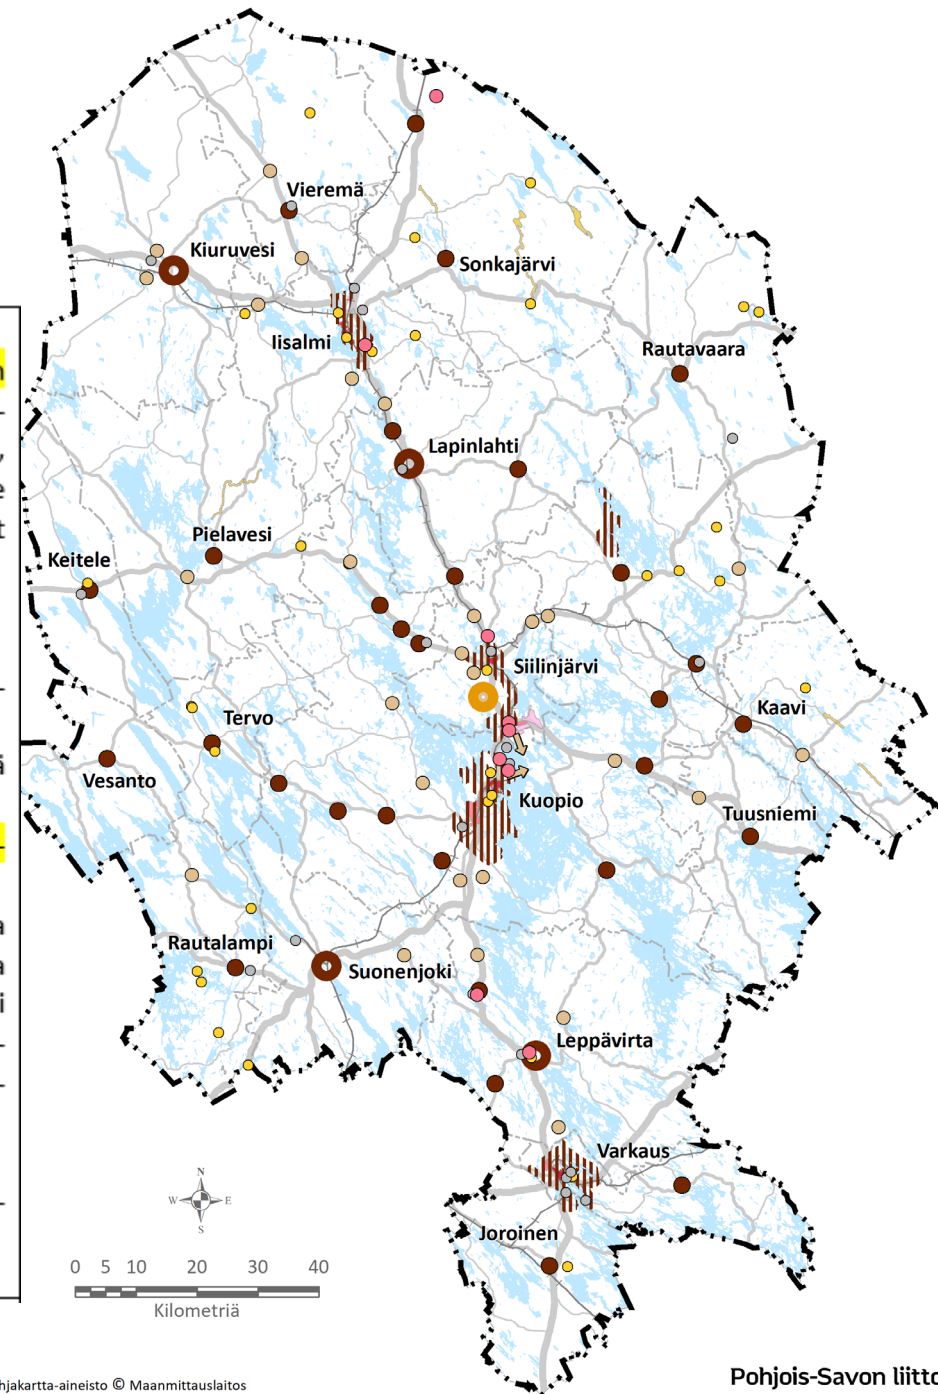 Vieremä
Kiuruvesi
Sonkajärvi
Iisalmi
Rautavaara
n
Lapinlahti
Pielavesi
t
Keitele
Siilinjärvi
Kaavi
Tervo
ä
Vesanto
Kuopio
Tuusniemi
a
Rautalampi
ä
Suonenjoki
i
Leppävirta
Varkaus
N
W E
S
Joroinen
0 5 10 20 30 40
Kilometriä
hjakartta-aineisto © Maanmittauslaitos
Pohjois-Savon liitto